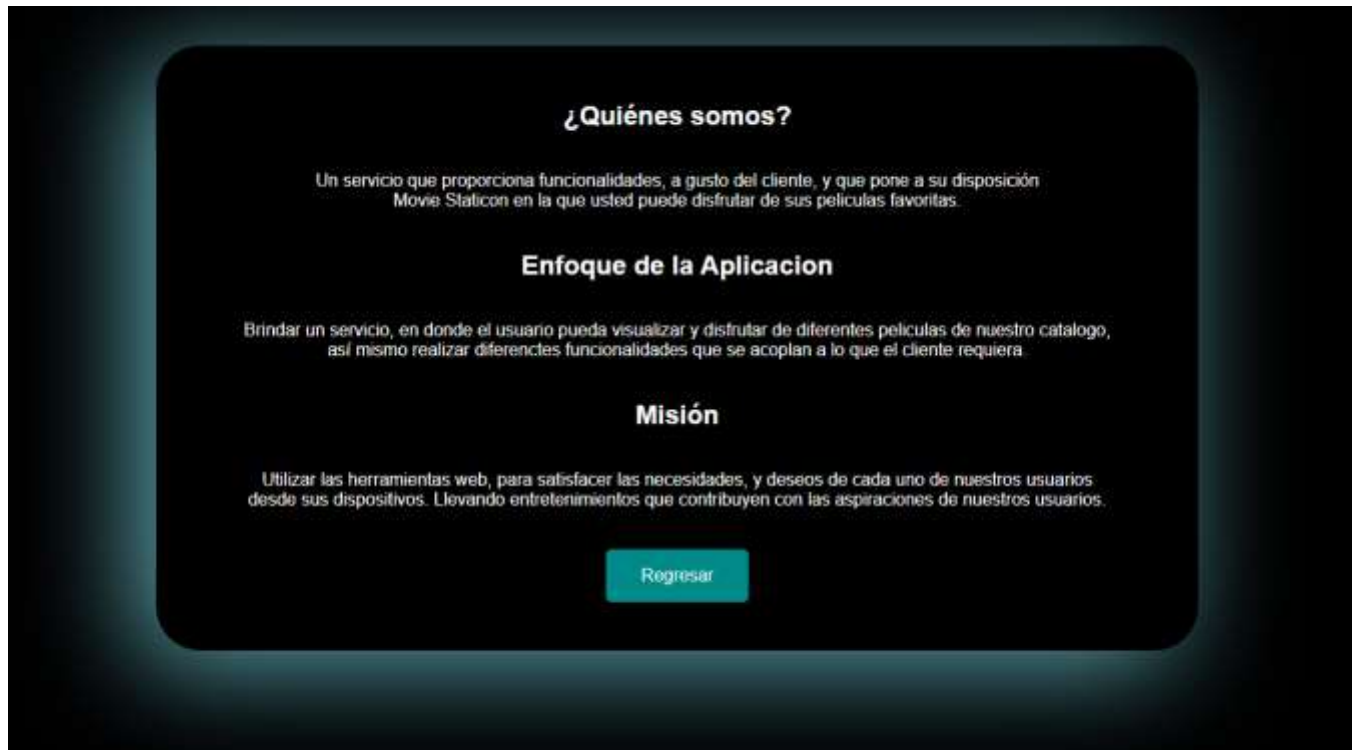 ¿Quiénes somos?
Un servicio que proporciona funcionalidades, a gusto del cliente, y que pone a su disposición
Movie Staticon en la que usted puede disfrutar de sus peliculas favoritas.
Enfoque de la Aplicacion
Brindar un servicio, en donde el usuario pueda visualizar y disfrutar de diferentes peliculas de nuestro catalogo,
así mismo realizar diferenctes funcionalidades que se acoplan a lo que el cliente requiera.
Misión
Utilizar las herramientas web, para satisfacer las necesidades, y deseos de cada uno de nuestros usuarios
desde sus dispositivos. Llevando entretenimientos que contribuyen con las aspiraciones de nuestros usuarios.
Regresar